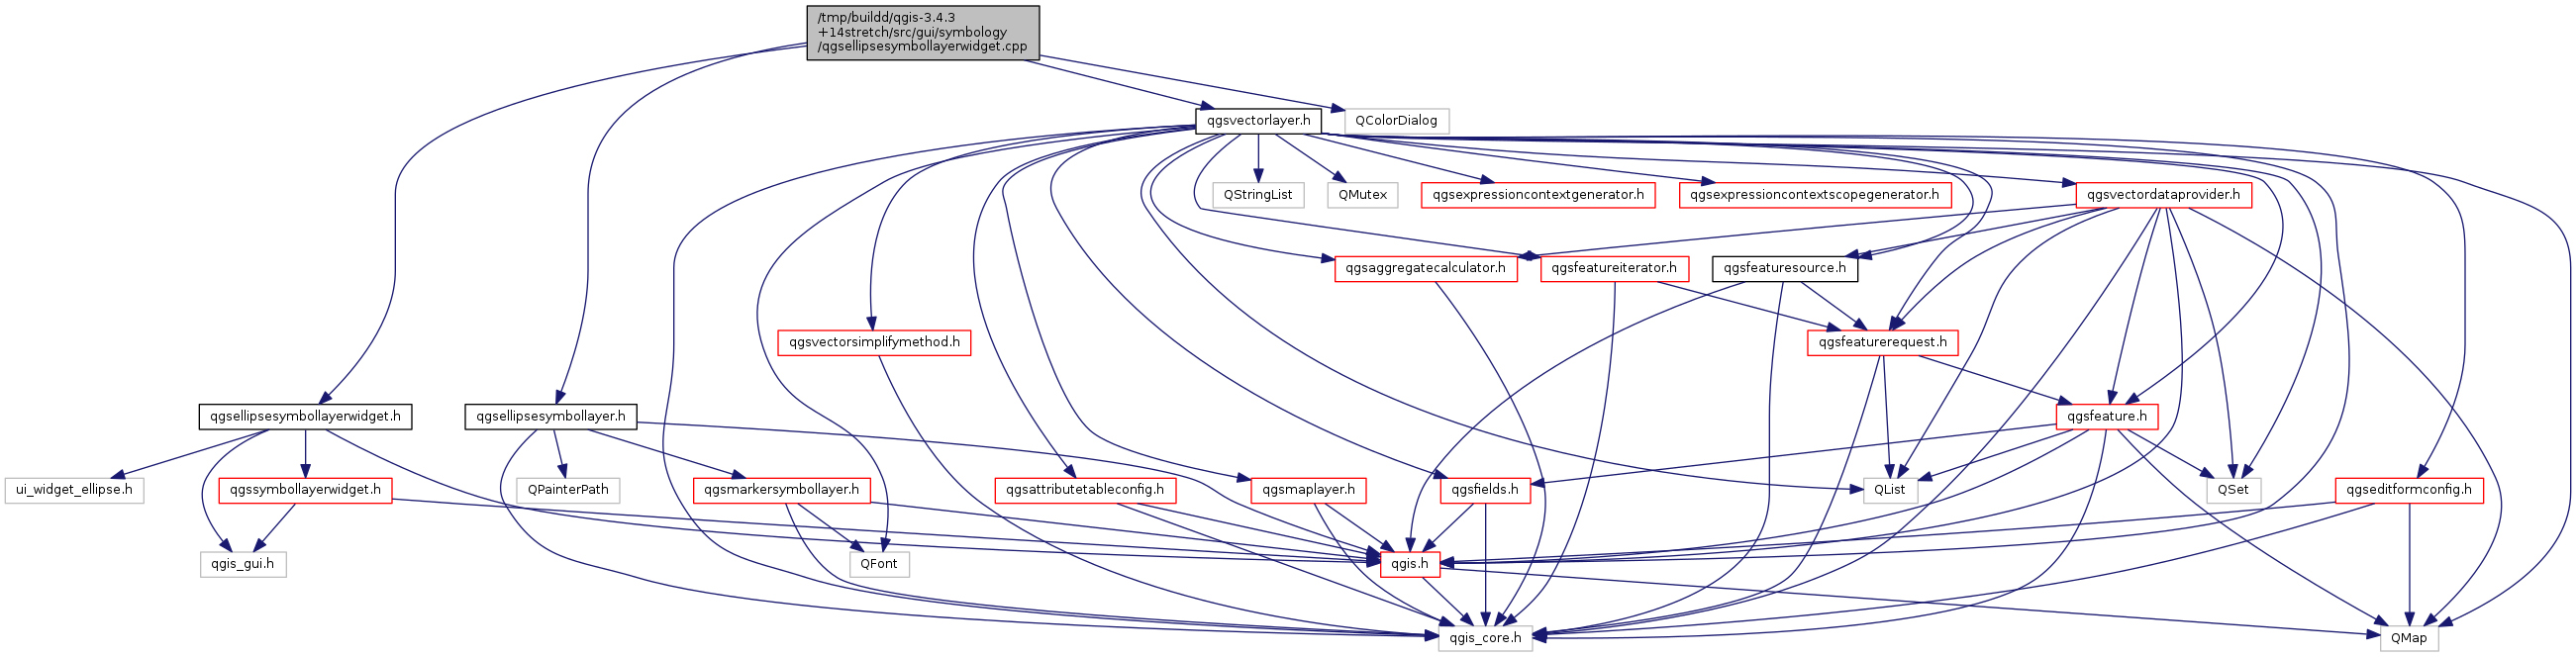 /tmp/buildd/qgis-3.4.3
+14stretch/src/gui/symbology
/qgsellipsesymbollayerwidget.cpp
qgsvectorlayer.h
QColorDialog
QStringList
QMutex
qgsexpressioncontextgenerator.h
qgsexpressioncontextscopegenerator.h
qgsvectordataprovider.h
qgsaggregatecalculator.h
qgsfeatureiterator.h
qgsfeaturesource.h
qgsvectorsimplifymethod.h
qgsfeaturerequest.h
qgsellipsesymbollayerwidget.h
qgsellipsesymbollayer.h
qgsfeature.h
ui_widget_ellipse.h
qgssymbollayerwidget.h
QPainterPath
qgsmarkersymbollayer.h
qgsattributetableconfig.h
qgsmaplayer.h
qgsfields.h
QList
QSet
qgseditformconfig.h
qgis_gui.h
QFont
qgis.h
qgis_core.h
QMap